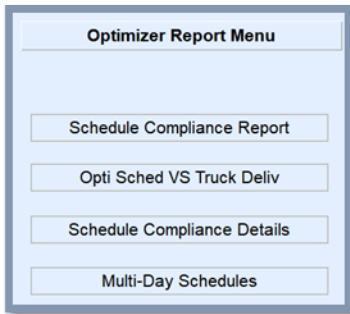 Optimizer Report Menu
Schedule Compliance Report
Opti Sched VS Truck Deliv
Schedule Compliance Details
Multi-Day Schedules